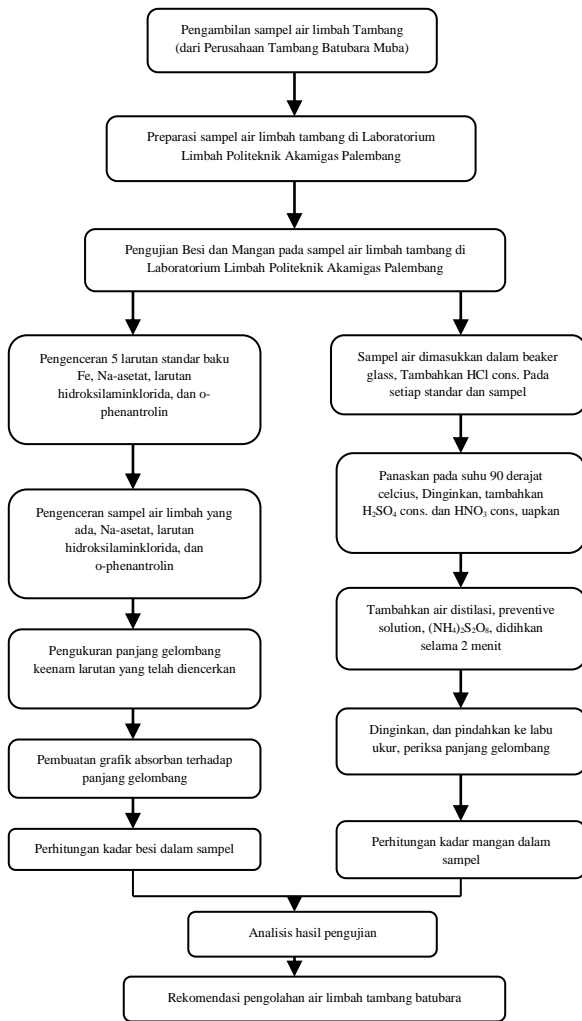 Pengambilan sampel air limbah Tambang
(dari Perusahaan Tambang Batubara Muba)
Preparasi sampel air limbah tambang di Laboratorium
Limbah Politeknik Akamigas Palembang
Pengujian Besi dan Mangan pada sampel air limbah tambang di
Laboratorium Limbah Politeknik Akamigas Palembang
Pengenceran 5 larutan standar baku
Fe, Na-asetat, larutan
hidroksilaminklorida, dan o-
phenantrolin
Pengenceran sampel air limbah yang
ada, Na-asetat, larutan
hidroksilaminklorida, dan
o-phenantrolin
Pengukuran panjang gelombang
keenam larutan yang telah diencerkan
Pembuatan grafik absorban terhadap
panjang gelombang
Perhitungan kadar besi dalam sampel
Sampel air dimasukkan dalam beaker
glass, Tambahkan HCl cons. Pada
setiap standar dan sampel
Panaskan pada suhu 90 derajat
celcius, Dinginkan, tambahkan
H₂SO₄ cons. dan HNO₃ cons, uapkan
Tambahkan air distilasi, preventive
solution, (NH₄)₂S₂O₈, didihkan
selama 2 menit
Dinginkan, dan pindahkan ke labu
ukur, periksa panjang gelombang
Perhitungan kadar mangan dalam
sampel
Analisis hasil pengujian
Rekomendasi pengolahan air limbah tambang batubara